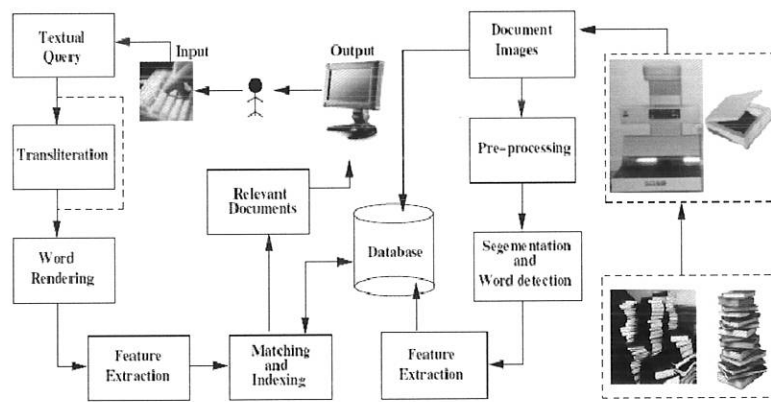 Textual
Query
Input
Output
Document
Images
Transliteration
Pre-processing
Relevant
Documents
Word
Rendering
Database
Segementation
and
Word detection
Feature
Extraction
Matching
and
Indexing
Feature
Extraction